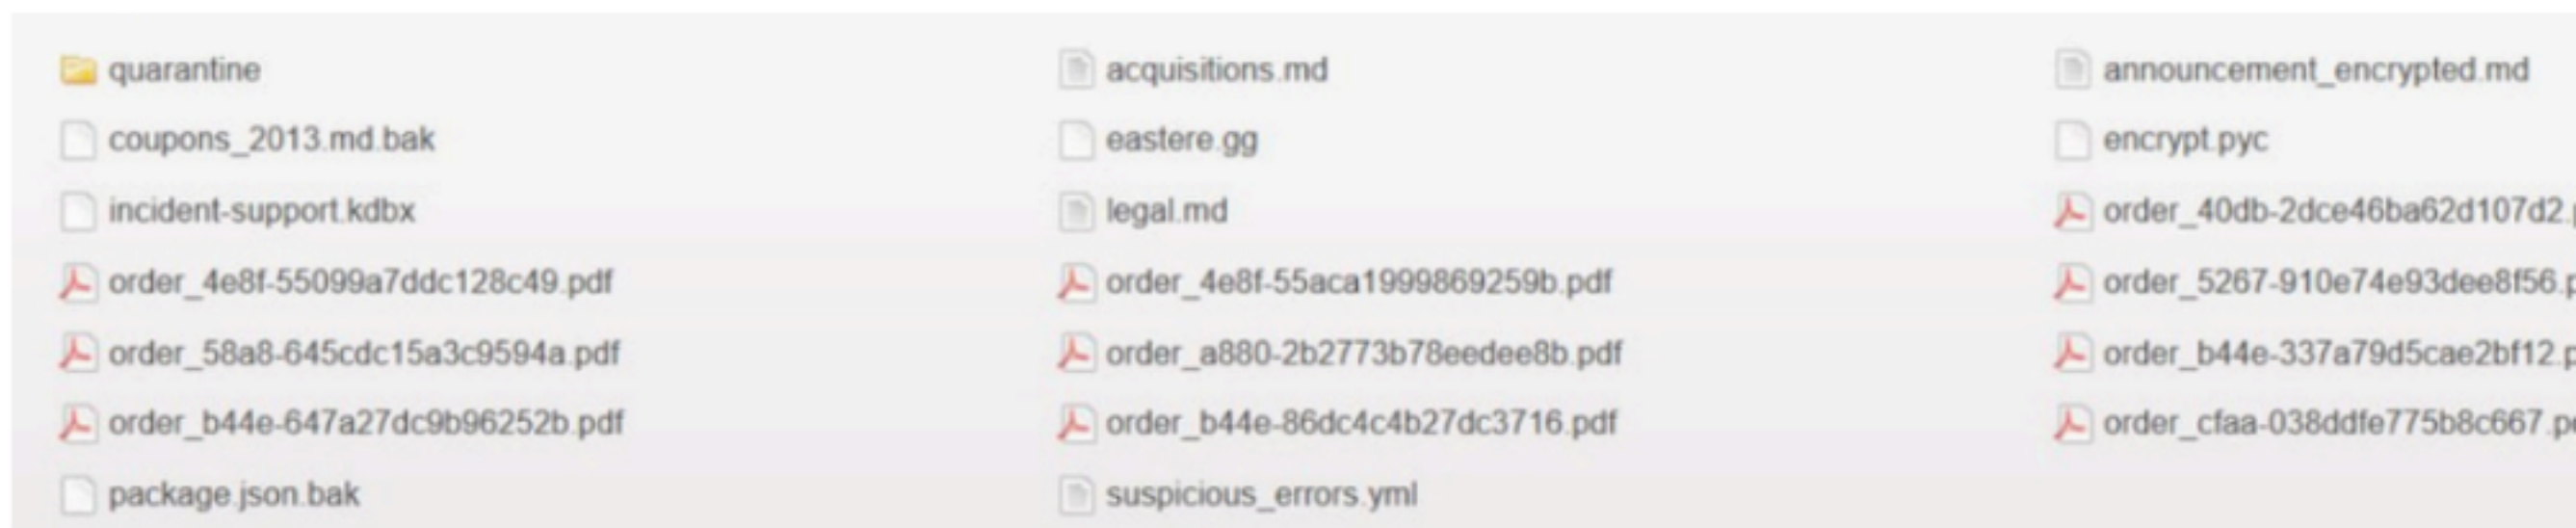 quarantine acquisitions.md announcement_encrypted.md
coupons_2013.md.bak eastere.gg encrypt.pyc
incident-support.kdbx legal.md order_40db-2dce46ba62d107d2.p
order_4e8f-55099a7ddc128c49.pdf order_4e8f-55aca1999869259b.pdf order_5267-910e74e93dee8f56.p
order_58a8-645cdc15a3c9594a.pdf order_a880-2b2773b78eedee8b.pdf order_b44e-337a79d5cae2bf12.p
order_b44e-647a27dc9b96252b.pdf order_b44e-86dc4c4b27dc3716.pdf order_cfaa-038ddfe775b8c667.p
package.json.bak suspicious_errors.yml